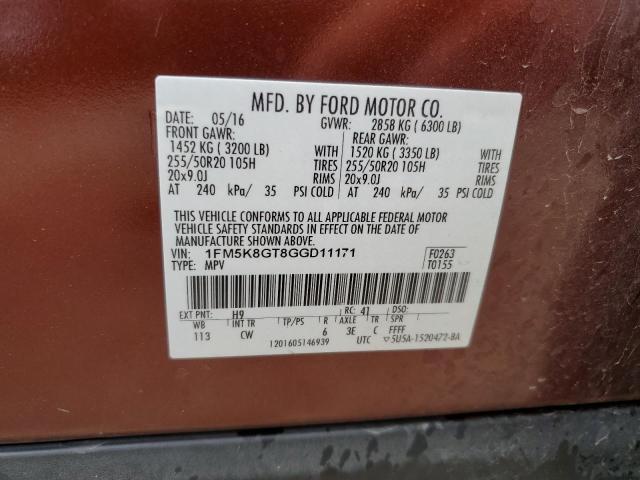 MFD. BY FORD MOTOR CO.
DATE: 05/16 GVWR: 2858 KG ( 6300 LB)
FRONT GAWR: REAR GAWR:
1452 KG ( 3200 LB) WITH 1520 KG ( 3350 LB) WITH
255/50R20 105H TIRES 255/50R20 105H TIRES
20x9.0J RIMS 20x9.0J RIMS
AT 240 kPa/ 35 PSI COLD AT 240 kPa/ 35 PSI COLD
THIS VEHICLE CONFORMS TO ALL APPLICABLE FEDERAL MOTOR
VEHICLE SAFETY STANDARDS IN EFFECT ON THE DATE OF
MANUFACTURE SHOWN ABOVE.
VIN: 1FM5K8GT8GGD11171 F0263
TYPE: MPV T0155
EXT PNT: H9 RC: 41 DSO:
WB INT TR TP/PS R AXLE TR SPR
113 CW 6 3E C FFFF
1201605146939 UTC ▽5U5A-1520472-BA